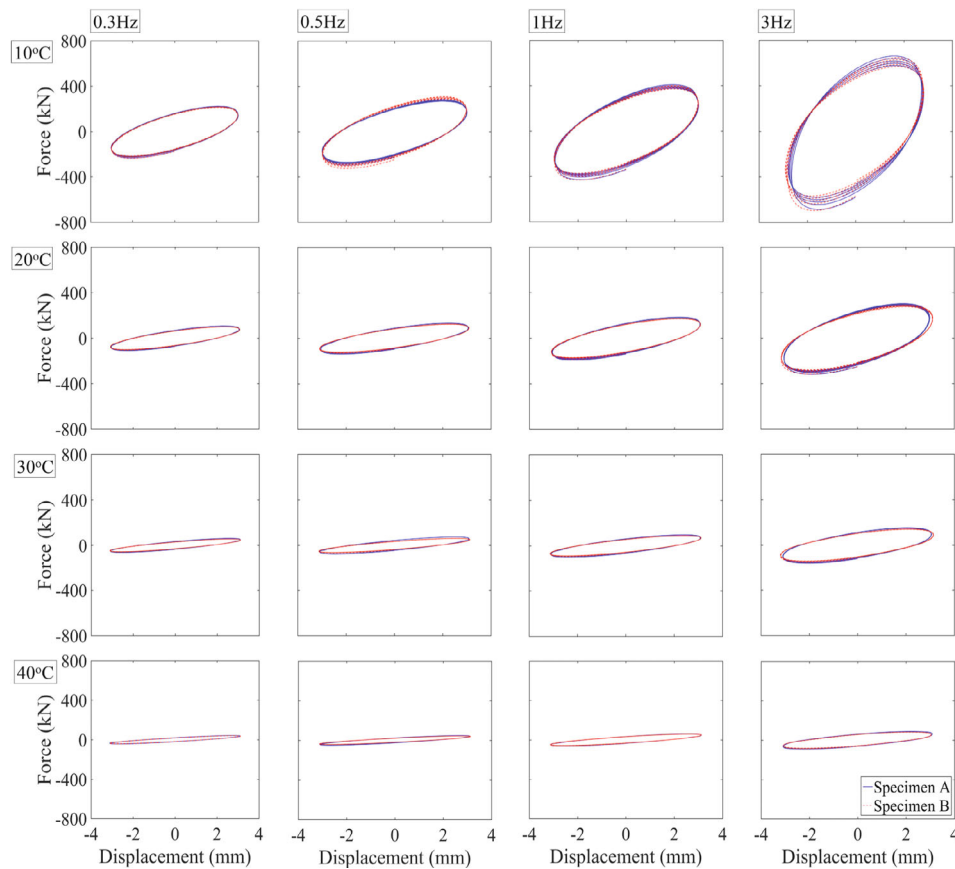 0.3Hz 0.5Hz 1Hz 3Hz
10°C
800
400
0
-400
-800
Force (kN)
20°C
800
400
0
-400
-800
Force (kN)
30°C
800
400
0
-400
-800
Force (kN)
40°C
800
400
0
-400
-800
Force (kN)
Specimen A
Specimen B
-4 -2 0 2 4 -4 -2 0 2 4 -4 -2 0 2 4 -4 -2 0 2 4
Displacement (mm) Displacement (mm) Displacement (mm) Displacement (mm)